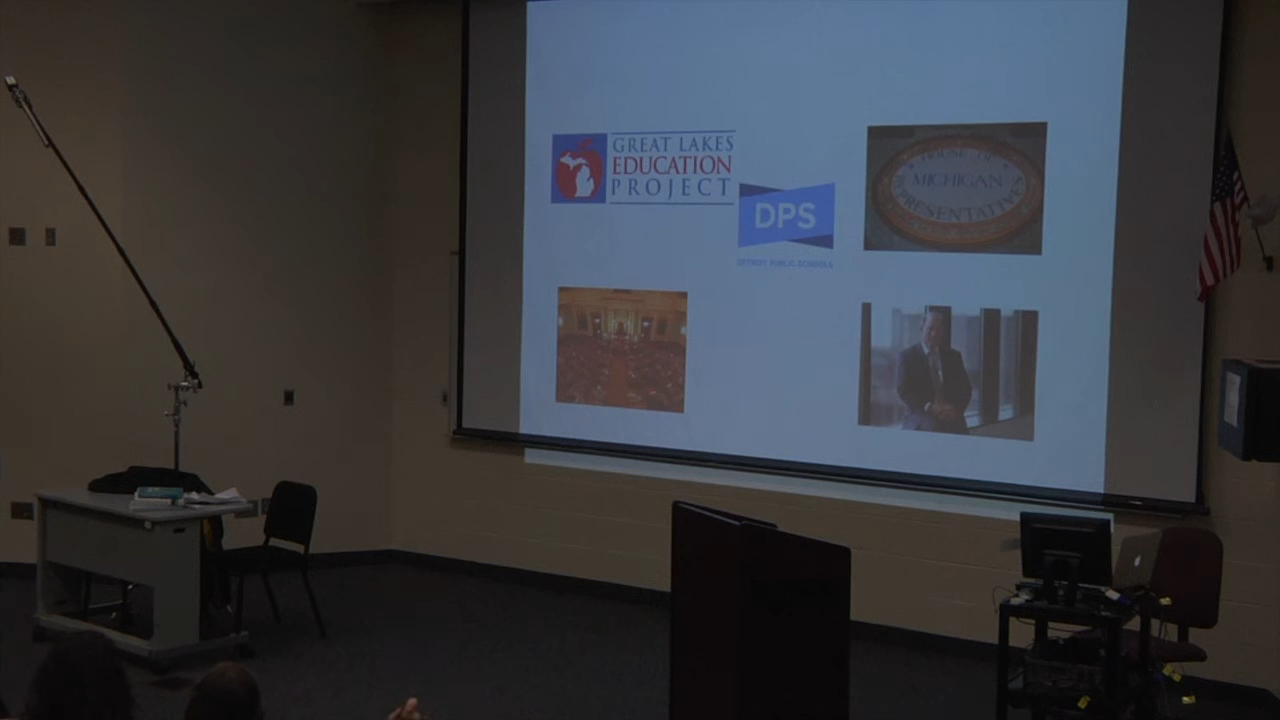 GREAT LAKES
EDUCATION
PROJECT
DPS
DETROIT PUBLIC SCHOOLS
HOUSE OF
MICHIGAN
REPRESENTATIVES